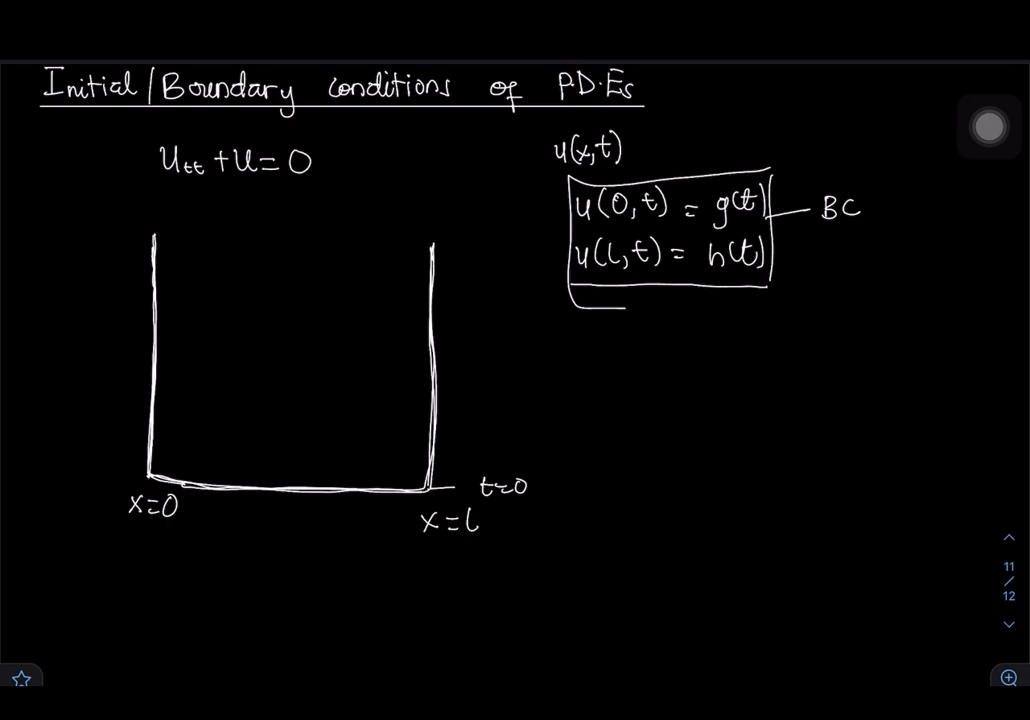 Initial/Boundary conditions of P.D.Es
Utt + U = 0
u(x,t)
u(0,t) = g(t)
BC
u(l,t) = h(t)
t=0
x=0
x=l
11
/
12